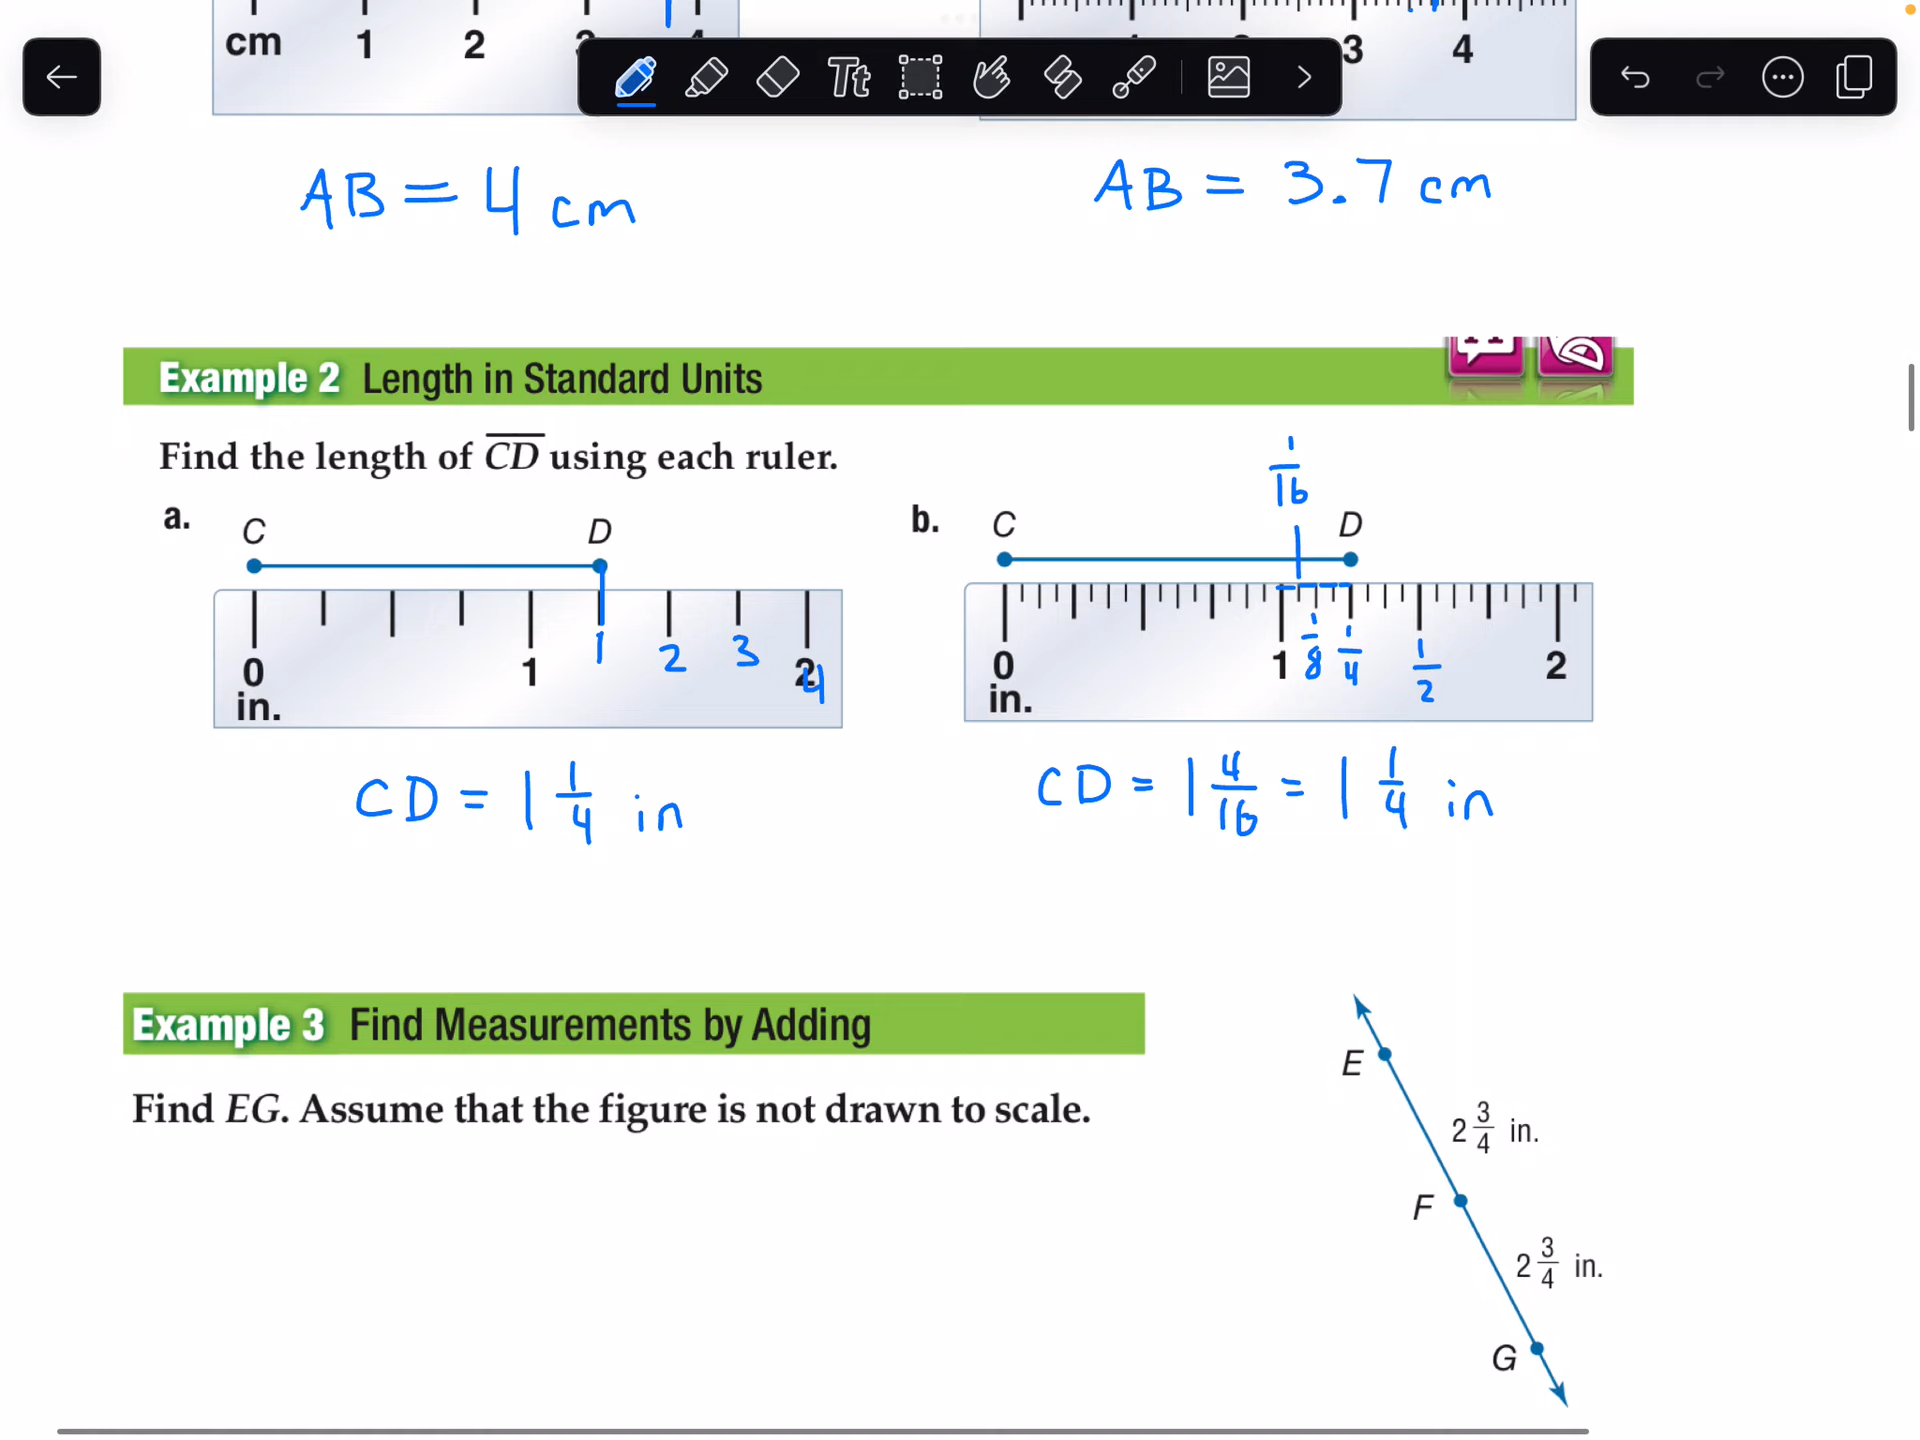 cm 1 2 3 4
3 4
Tt
AB = 4 cm
AB = 3.7 cm
Example 2 Length in Standard Units
Find the length of CD using each ruler.
a. C D
0 1 2
in.
1 2 3 4
CD = 1 1/4 in
b. C D
1/16
0 1 2
in.
1/8 1/4 1/2
CD = 1 4/16 = 1 1/4 in
Example 3 Find Measurements by Adding
Find EG. Assume that the figure is not drawn to scale.
E
2 3/4 in.
F
2 3/4 in.
G